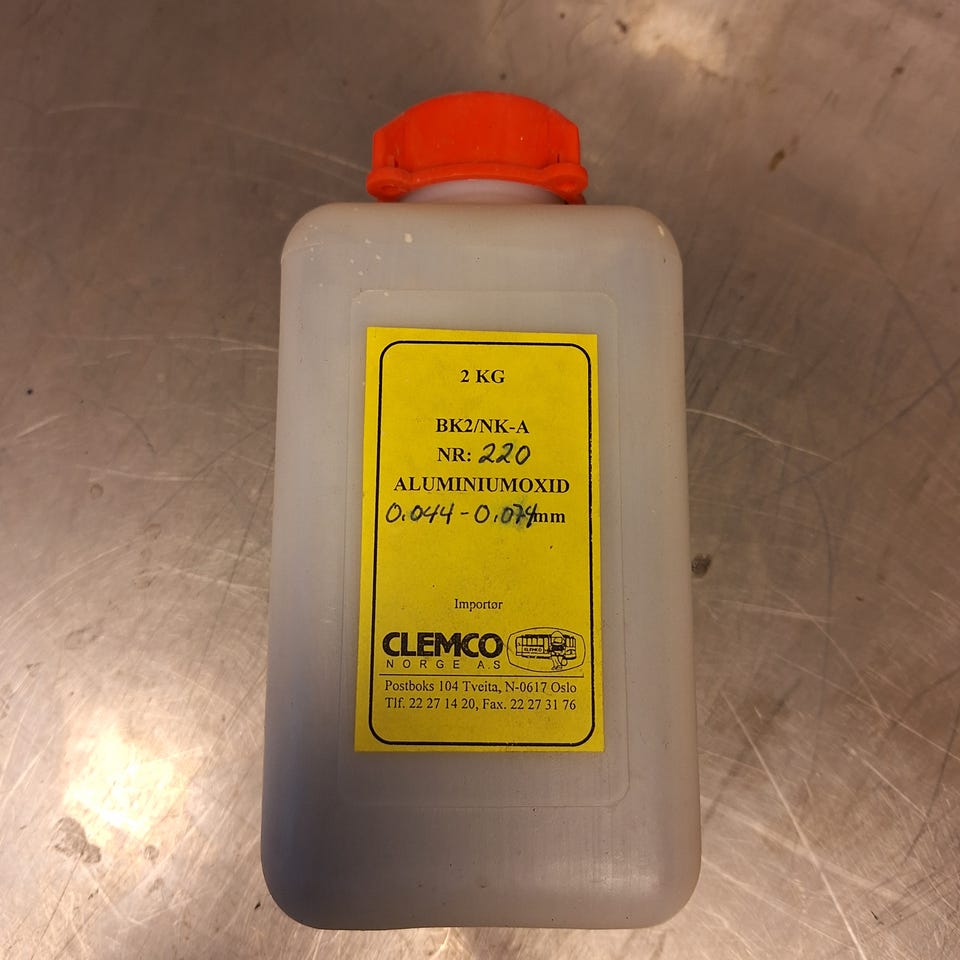 2 KG
BK2/NK-A
NR: 220
ALUMINIUMOXID
0.044 - 0.074mm
Importør
CLEMCO
CLEMCO
NORGE A.S
Postboks 104 Tveita, N-0617 Oslo
Tlf. 22 27 14 20, Fax. 22 27 31 76